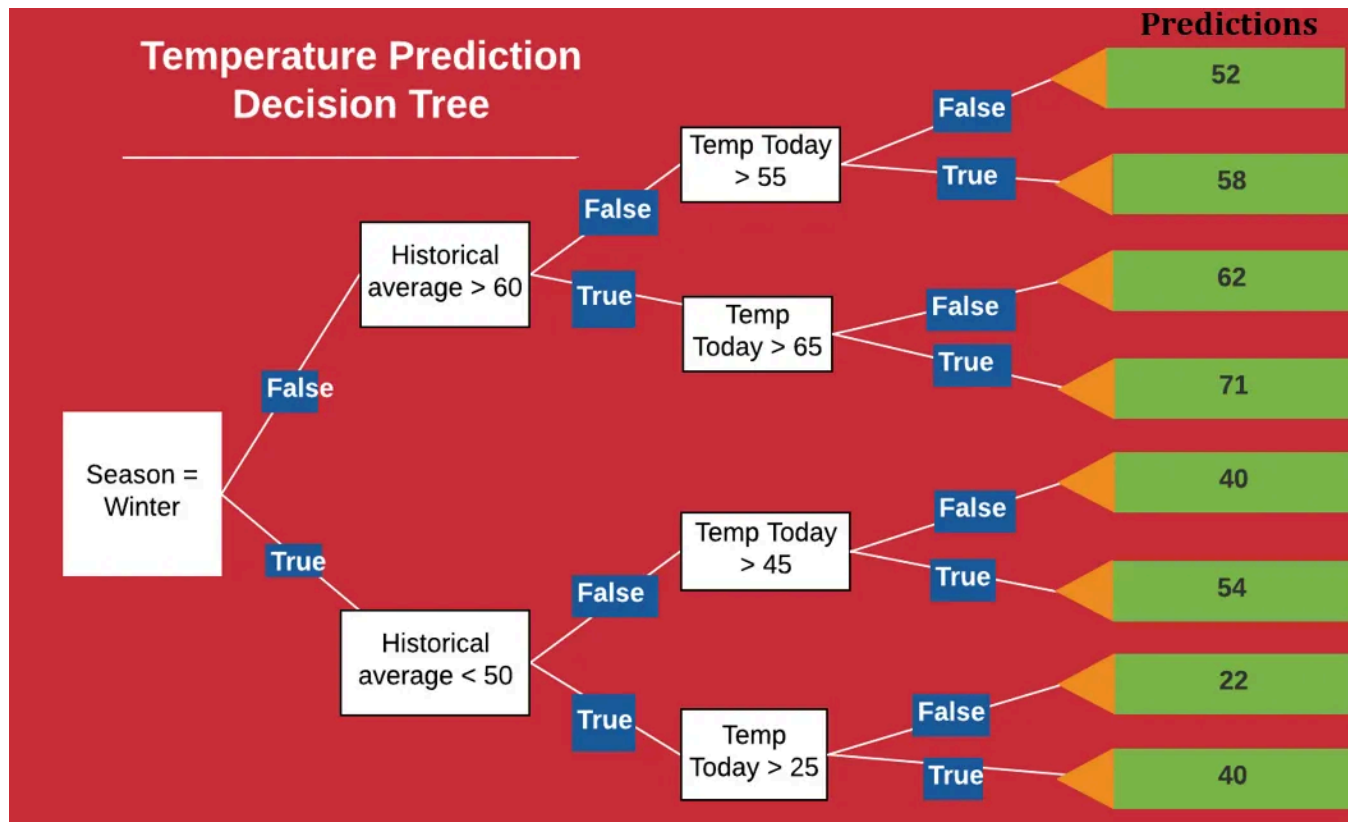 Predictions
Temperature Prediction
Decision Tree
52
False
Temp Today
> 55
True
58
False
Historical
average > 60
62
True
False
Temp
Today > 65
True
71
False
40
Season =
Winter
False
Temp Today
> 45
True
True
54
False
Historical
average < 50
22
True
False
Temp
Today > 25
True
40